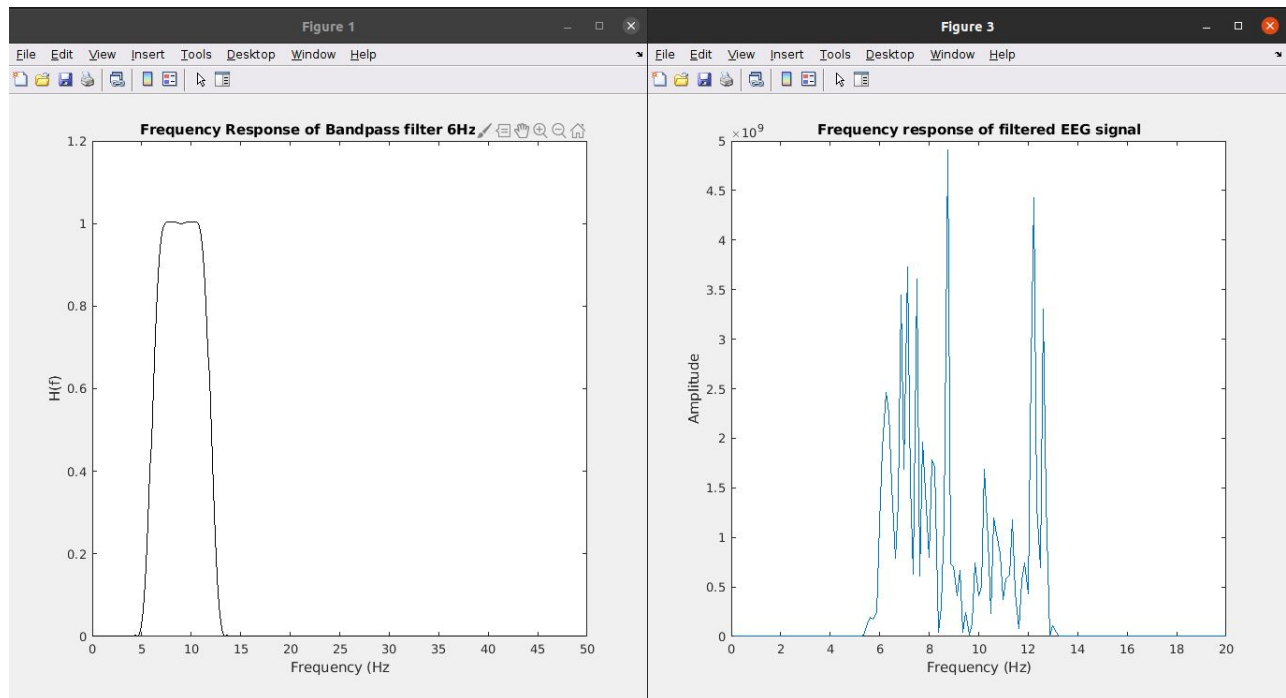 Figure 1
File Edit View Insert Tools Desktop Window Help
Frequency Response of Bandpass filter 6Hz
1.2
1
0.8
0.6
0.4
0.2
0
H(f)
0 5 10 15 20 25 30 35 40 45 50
Frequency (Hz
Figure 3
File Edit View Insert Tools Desktop Window Help
×10^9
Frequency response of filtered EEG signal
5
4.5
4
3.5
3
2.5
2
1.5
1
0.5
0
Amplitude
0 2 4 6 8 10 12 14 16 18 20
Frequency (Hz)